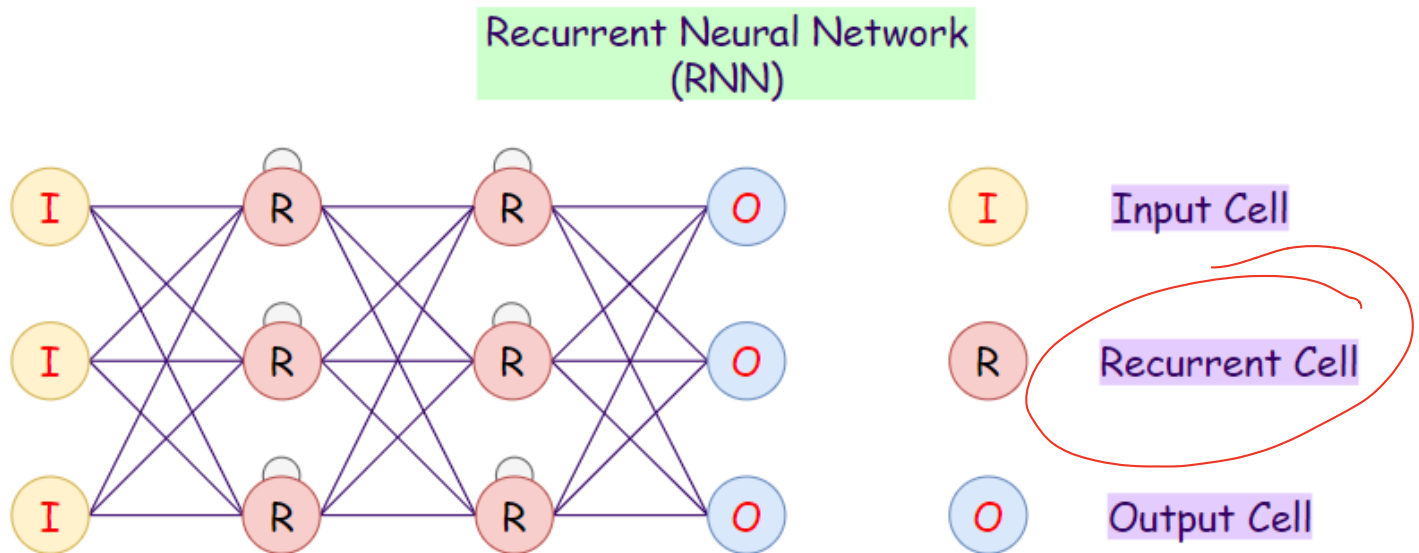 Recurrent Neural Network
(RNN)
I R R O I Input Cell
I R R O R Recurrent Cell
I R R O O Output Cell